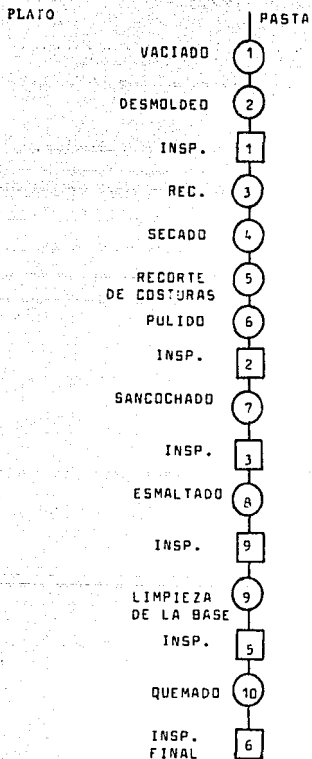 PLATO
PASTA
VACIADO 1
DESMOLDEO 2
INSP. 1
REC. 3
SECADO 4
RECORTE 5
DE COSTURAS
PULIDO 6
INSP. 2
SANCOCHADO 7
INSP. 3
ESMALTADO 8
INSP. 9
LIMPIEZA 9
DE LA BASE
INSP. 5
QUEMADO 10
INSP. 6
FINAL